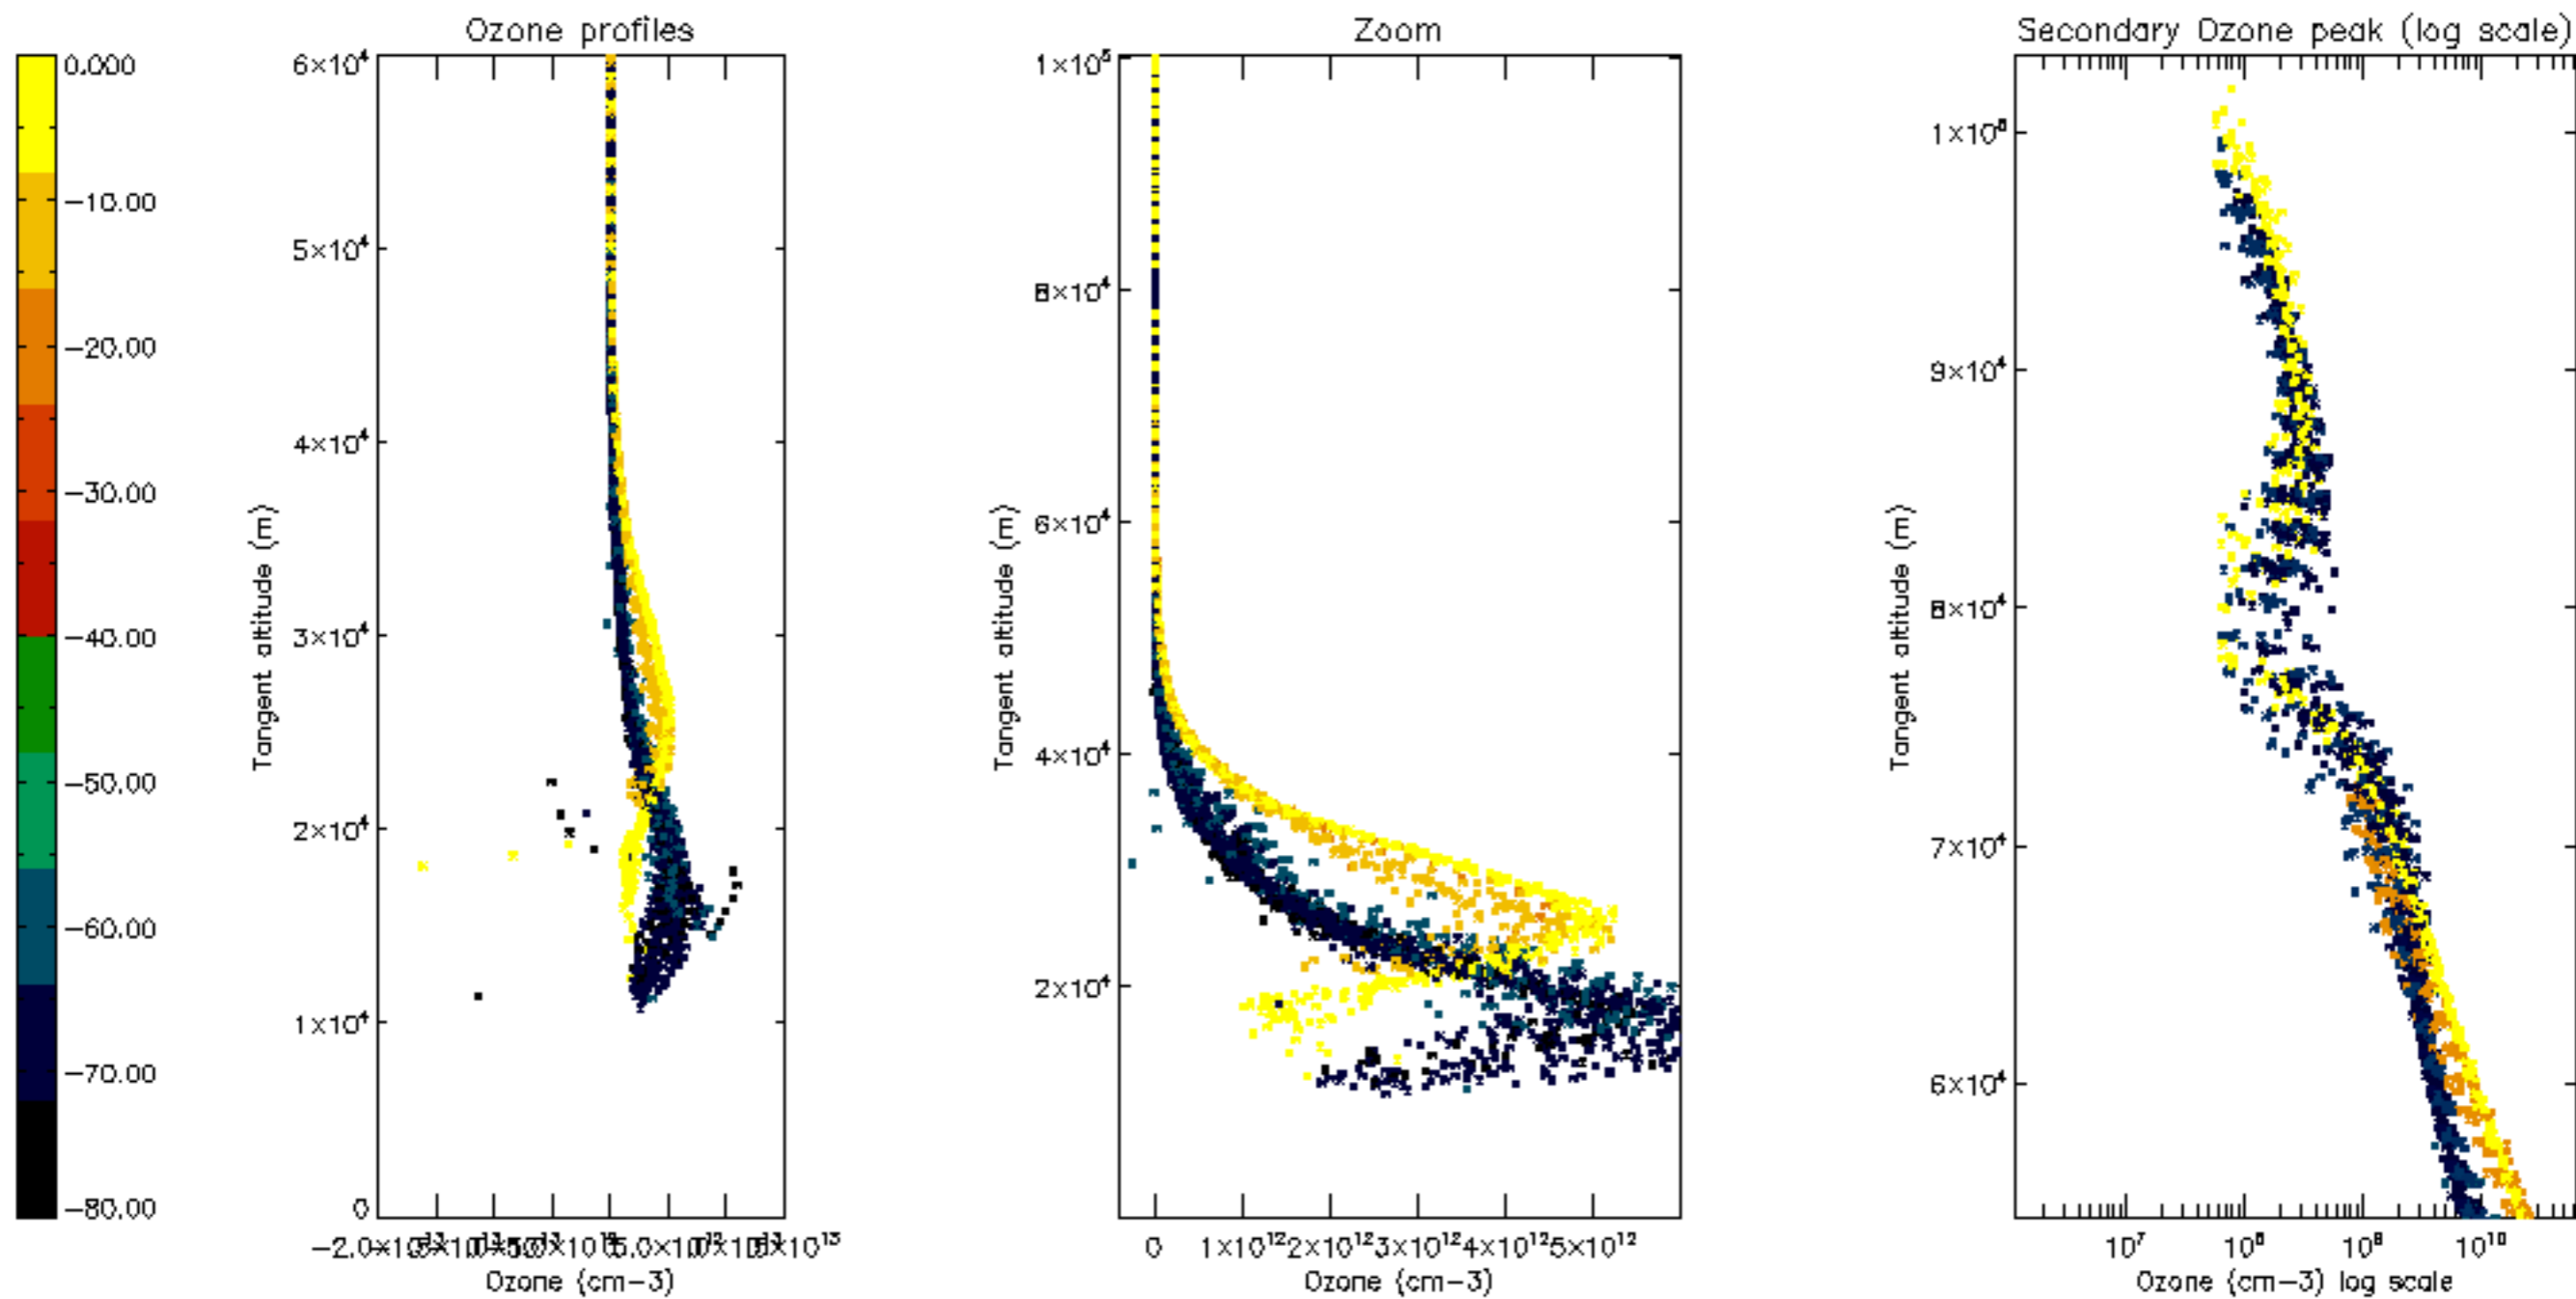 Ozone profiles
Zoom
Secondary Ozone peak (log scale)
0.000
−10.00
−20.00
−30.00
−40.00
−50.00
−60.00
−70.00
−80.00
Tangent altitude (m)
6×10⁴
5×10⁴
4×10⁴
3×10⁴
2×10⁴
1×10⁴
0
Ozone (cm−3)
Tangent altitude (m)
1×10⁵
8×10⁴
6×10⁴
4×10⁴
2×10⁴
0 1×10¹² 2×10¹² 3×10¹² 4×10¹² 5×10¹²
Ozone (cm−3)
Tangent altitude (m)
9×10⁴
8×10⁴
7×10⁴
6×10⁴
10⁷ 10⁸ 10⁹ 10¹⁰
Ozone (cm−3) log scale